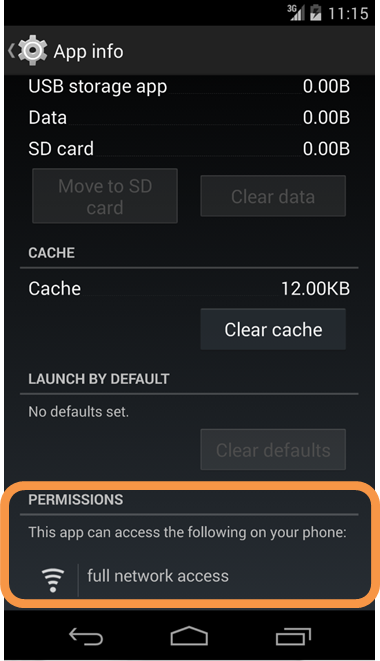 3G 11:15
App info
USB storage app 0.00B
Data 0.00B
SD card 0.00B
Move to SD
card
Clear data
CACHE
Cache 12.00KB
Clear cache
LAUNCH BY DEFAULT
No defaults set.
Clear defaults
PERMISSIONS
This app can access the following on your phone:
full network access